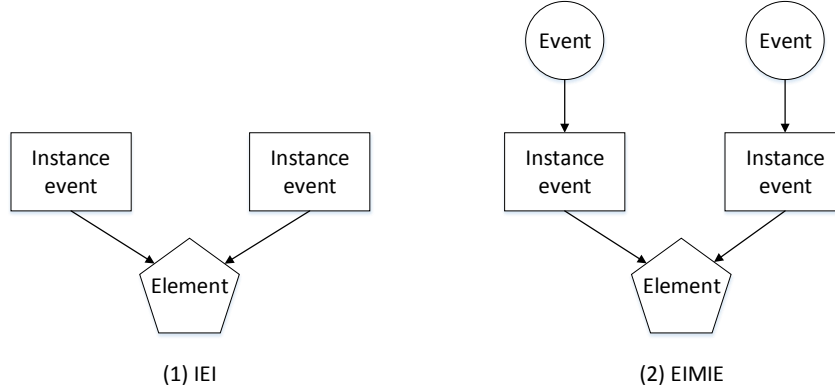 Event
Event
Instance
event
Instance
event
Instance
event
Instance
event
Element
Element
(1) IEI
(2) EIMIE